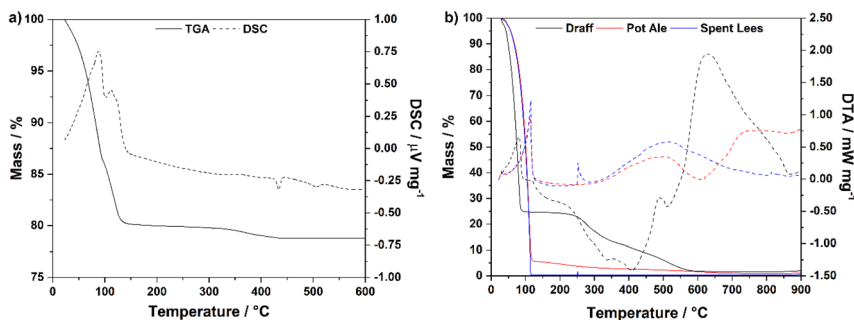 a)
TGA DSC
100
95
90
85
80
75
Mass / %
0 100 200 300 400 500 600
Temperature / °C
1.00
0.75
0.50
0.25
0.00
-0.25
-0.50
-0.75
-1.00
DSC / μV mg-1
b)
Draff Pot Ale Spent Lees
100
90
80
70
60
50
40
30
20
10
0
Mass / %
0 100 200 300 400 500 600 700 800 900
Temperature / °C
2.50
2.00
1.50
1.00
0.50
0.00
-0.50
-1.00
-1.50
DTA / mW mg-1